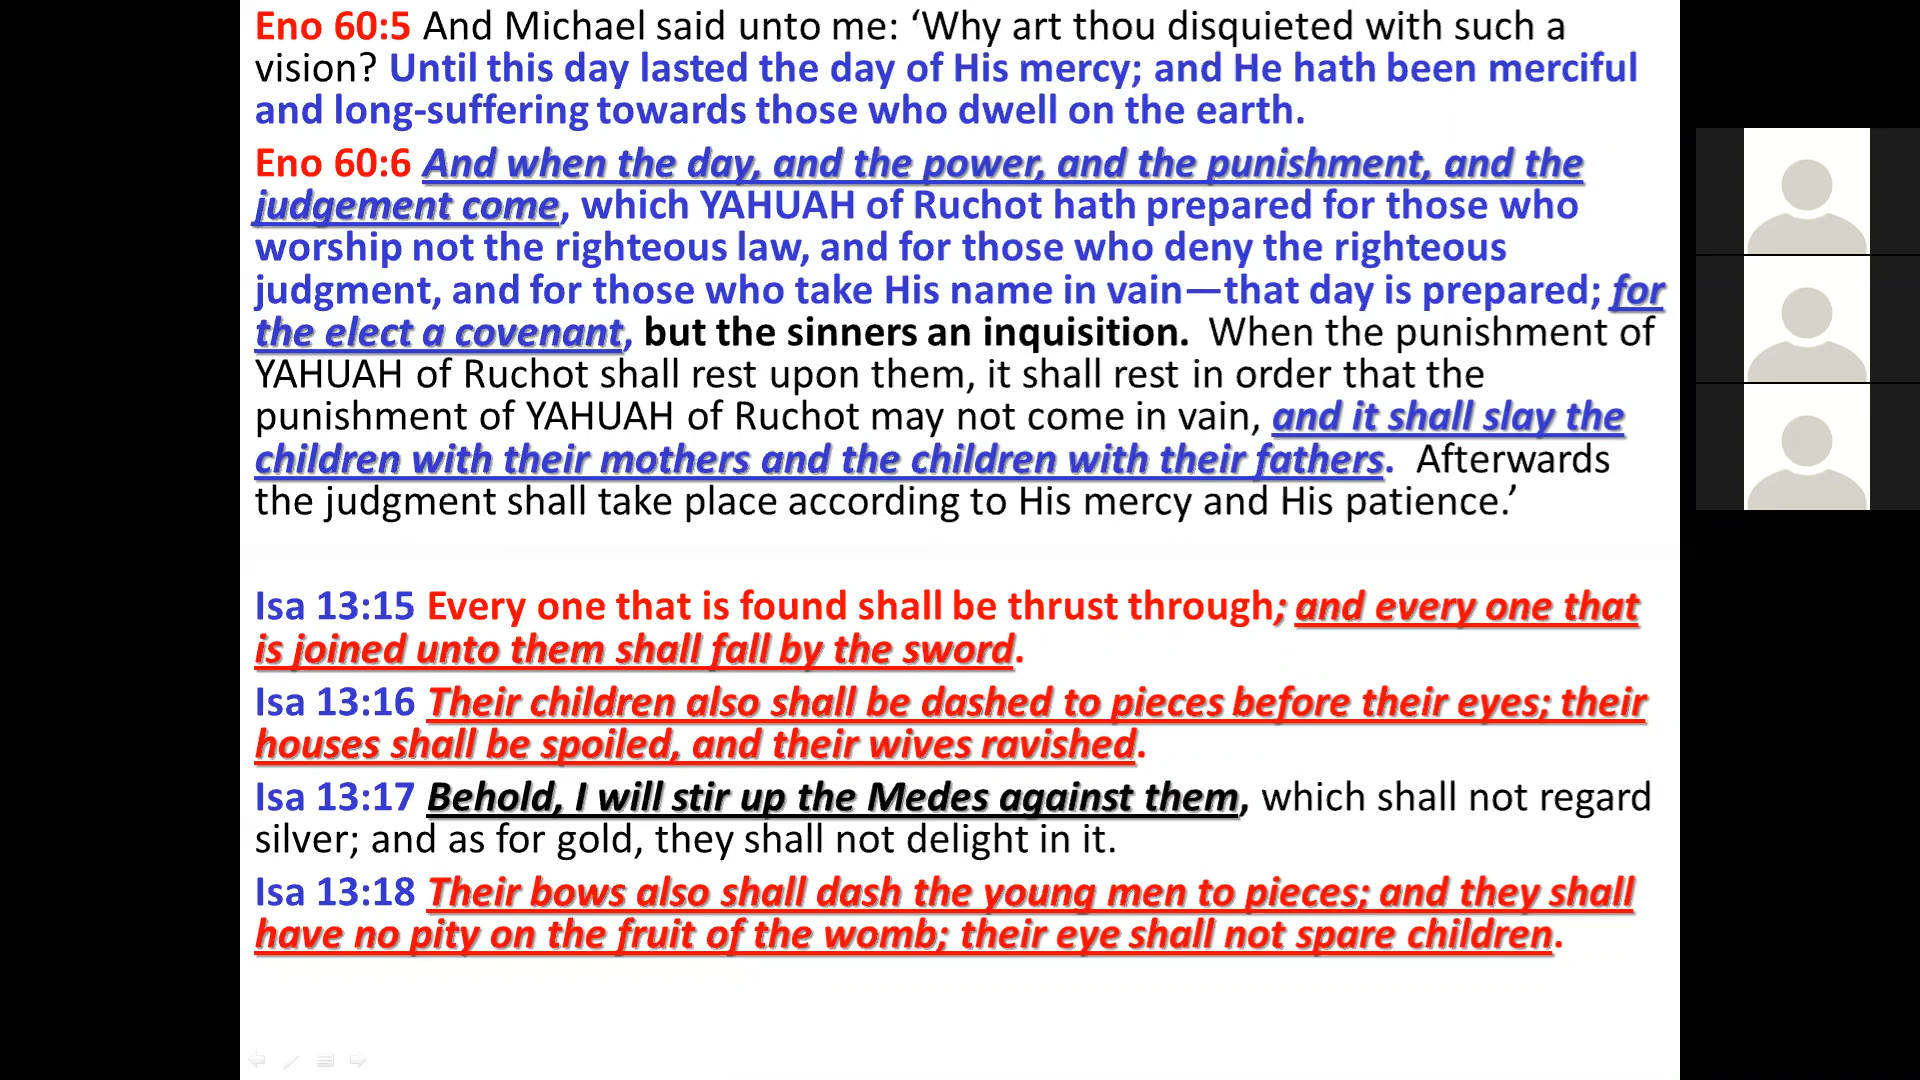 Eno 60:5 And Michael said unto me: ‘Why art thou disquieted with such a
vision? Until this day lasted the day of His mercy; and He hath been merciful
and long-suffering towards those who dwell on the earth.
Eno 60:6 And when the day, and the power, and the punishment, and the
judgement come, which YAHUAH of Ruchot hath prepared for those who
worship not the righteous law, and for those who deny the righteous
judgment, and for those who take His name in vain—that day is prepared; for
the elect a covenant, but the sinners an inquisition.  When the punishment of
YAHUAH of Ruchot shall rest upon them, it shall rest in order that the
punishment of YAHUAH of Ruchot may not come in vain, and it shall slay the
children with their mothers and the children with their fathers.  Afterwards
the judgment shall take place according to His mercy and His patience.’
Isa 13:15 Every one that is found shall be thrust through; and every one that
is joined unto them shall fall by the sword.
Isa 13:16 Their children also shall be dashed to pieces before their eyes; their
houses shall be spoiled, and their wives ravished.
Isa 13:17 Behold, I will stir up the Medes against them, which shall not regard
silver; and as for gold, they shall not delight in it.
Isa 13:18 Their bows also shall dash the young men to pieces; and they shall
have no pity on the fruit of the womb; their eye shall not spare children.